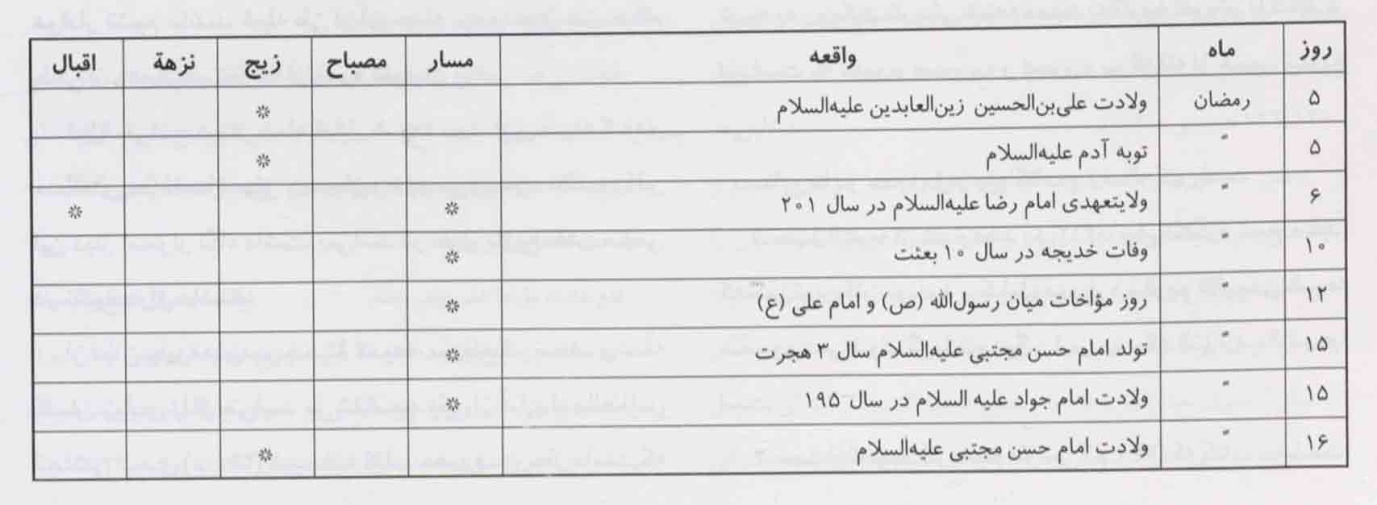 روز ماه واقعه مسار مصباح زیج نزهة اقبال
۵ رمضان ولادت علی‌بن‌الحسین زین‌العابدین علیه‌السلام *
۵ " توبه آدم علیه‌السلام *
۶ " ولایتعهدی امام رضا علیه‌السلام در سال ۲۰۱ * *
۱۰ " وفات خدیجه در سال ۱۰ بعثت *
۱۲ " روز مؤاخات میان رسول‌الله (ص) و امام علی (ع) *
۱۵ " تولد امام حسن مجتبی علیه‌السلام سال ۳ هجرت *
۱۵ " ولادت امام جواد علیه السلام در سال ۱۹۵ *
۱۶ " ولادت امام حسن مجتبی علیه‌السلام *